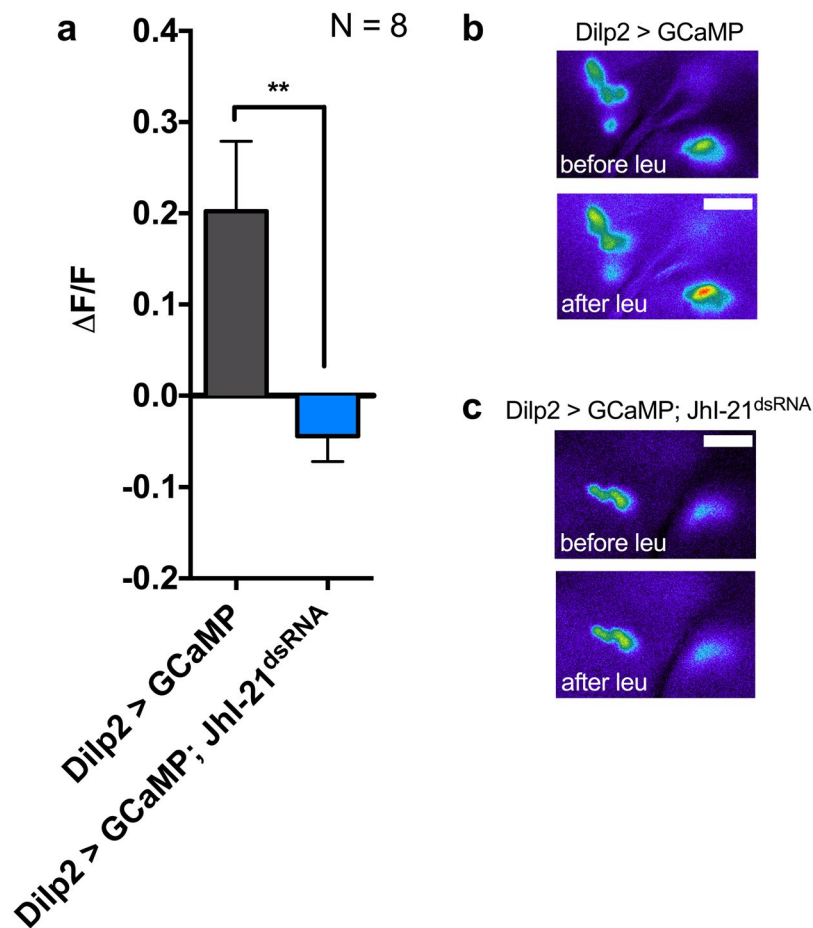 a
N = 8
0.4
0.3
0.2
0.1
0.0
-0.1
-0.2
ΔF/F
**
Dilp2 > GCaMP
Dilp2 > GCaMP; JhI-21dsRNA
b
Dilp2 > GCaMP
before leu
after leu
c
Dilp2 > GCaMP; JhI-21dsRNA
before leu
after leu